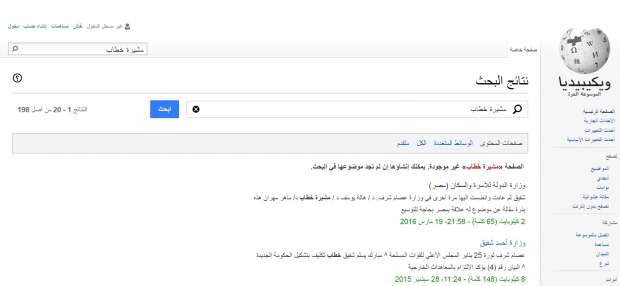 غير مسجل الدخول نقاش مساهمات إنشاء حساب دخول
صفحة خاصة
مشيرة خطاب
ويكيبيديا
الموسوعة الحرة
نتائج البحث
مشيرة خطاب
ابحث
النتائج 1 - 20 من أصل 198
صفحات المحتوى الوسائط المتعددة الكل متقدم
الصفحة «مشيرة خطاب» غير موجودة. يمكنك إنشاؤها إن لم تجد موضوعها في البحث.
وزارة الدولة للأسرة والسكان (مصر)
شفيق ثم عادت وانضمت إليها مرة أخرى في وزارة عصام شرف. د / هالة يوسف د / مشيرة خطاب د/ ماهر مهران هذه
بذرة مقالة عن موضوع له علاقة بمصر بحاجة للتوسيع
2 كيلوبايت (65 كلمة) - 21:58، 19 مارس 2016
وزارة أحمد شفيق
عصام شرف ثورة 25 يناير المجلس الأعلى للقوات المسلحة ^ مبارك يسلم شفيق خطاب تكليف بتشكيل الحكومة الجديدة
^ البيان رقم (4) يؤكد الالتزام بالمعاهدات الخارجية
8 كيلوبايت (148 كلمة) - 11:24، 28 سبتمبر 2015
الصفحة الرئيسية
الأحداث الجارية
أحدث التغييرات
أحدث التغييرات الأساسية
تصفح
المواضيع
أبجدي
بوابات
مقالة عشوائية
تصفح بدون إنترنت
مشاركة
اتصل بالموسوعة
مساعدة
الميدان
تبرع
أدوات